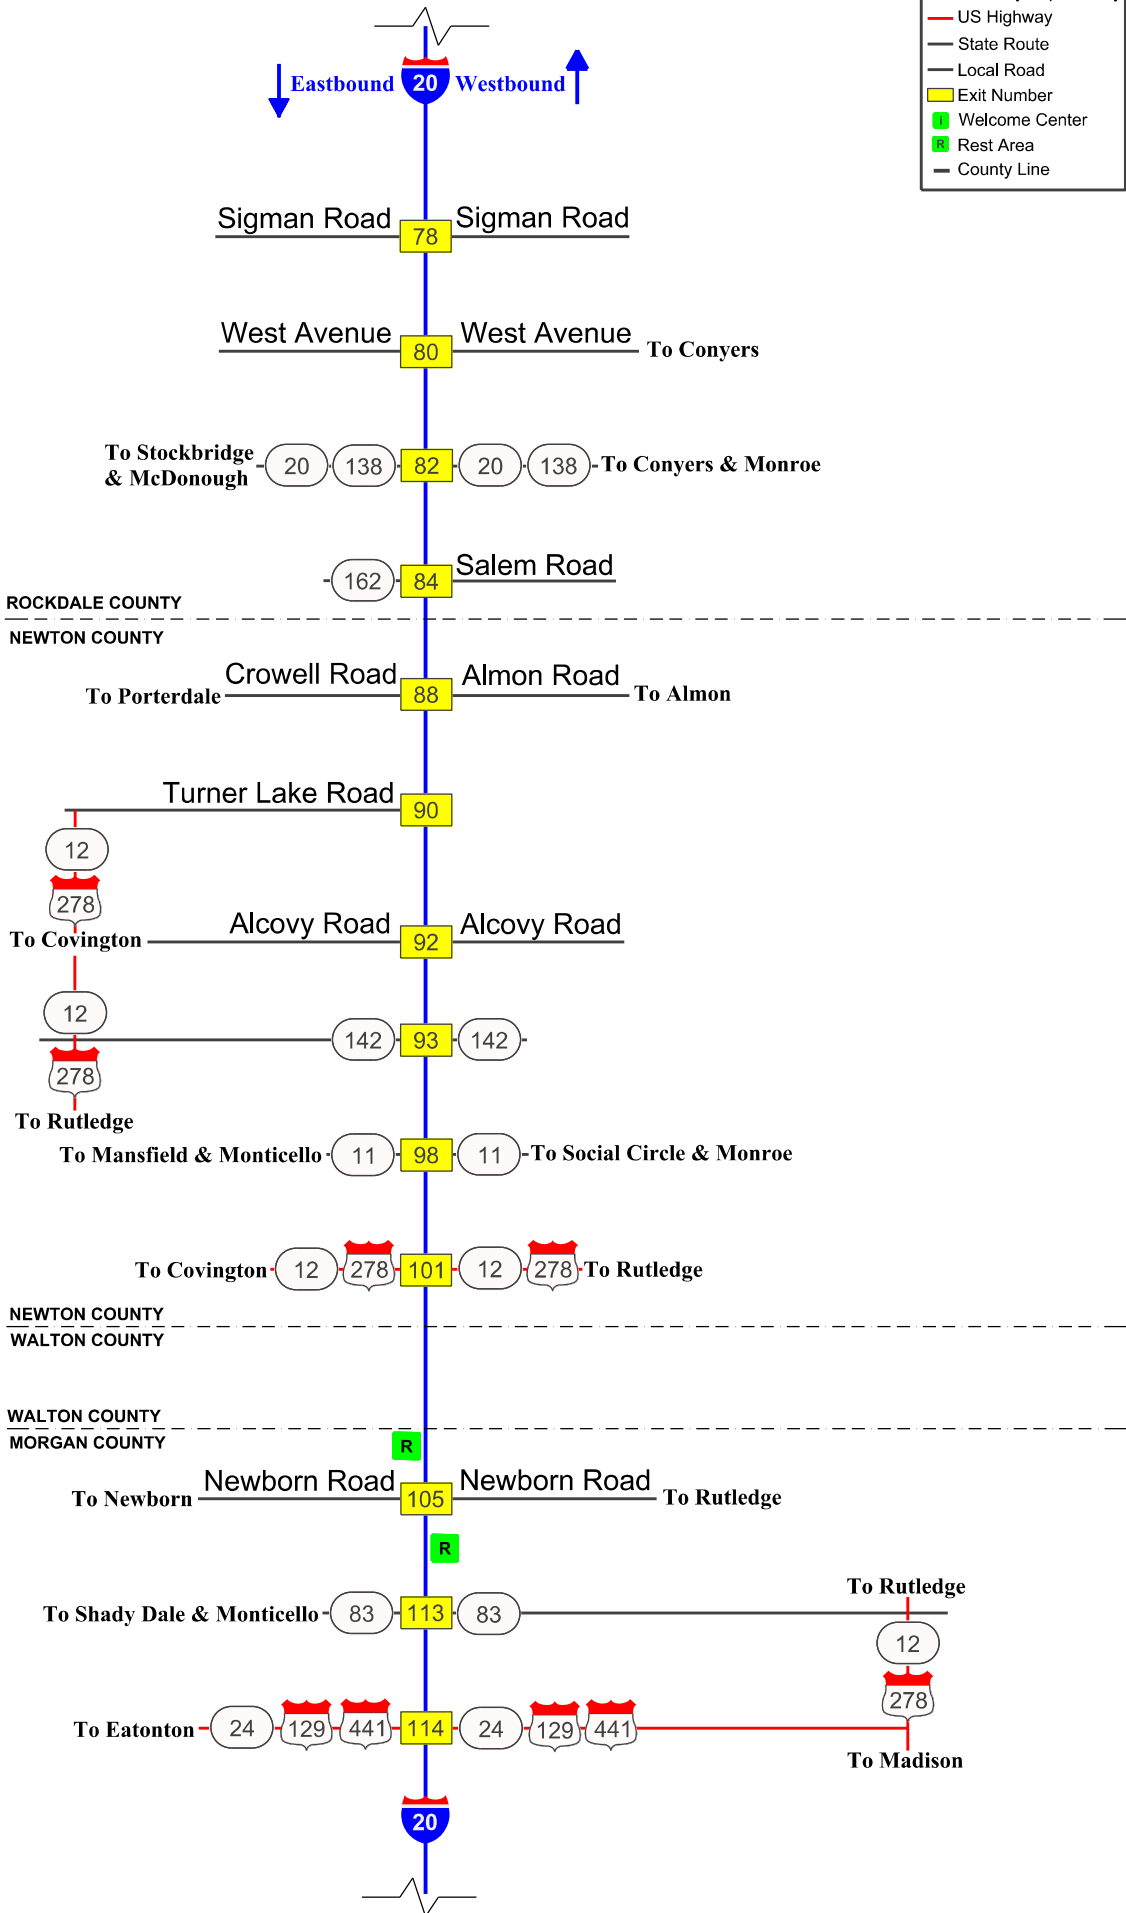 US Highway
State Route
Local Road
Exit Number
i Welcome Center
R Rest Area
County Line
Eastbound 20 Westbound
Sigman Road 78 Sigman Road
West Avenue 80 West Avenue To Conyers
To Stockbridge
& McDonough 20 138 82 20 138 To Conyers & Monroe
162 84 Salem Road
ROCKDALE COUNTY
NEWTON COUNTY
To Porterdale Crowell Road 88 Almon Road To Almon
Turner Lake Road 90
12
278
To Covington Alcovy Road 92 Alcovy Road
12
142 93 142
278
To Rutledge
To Mansfield & Monticello 11 98 11 To Social Circle & Monroe
To Covington 12 278 101 12 278 To Rutledge
NEWTON COUNTY
WALTON COUNTY
WALTON COUNTY
MORGAN COUNTY
R
To Newborn Newborn Road 105 Newborn Road To Rutledge
R
To Rutledge
To Shady Dale & Monticello 83 113 83
12
278
To Eatonton 24 129 441 114 24 129 441
To Madison
20